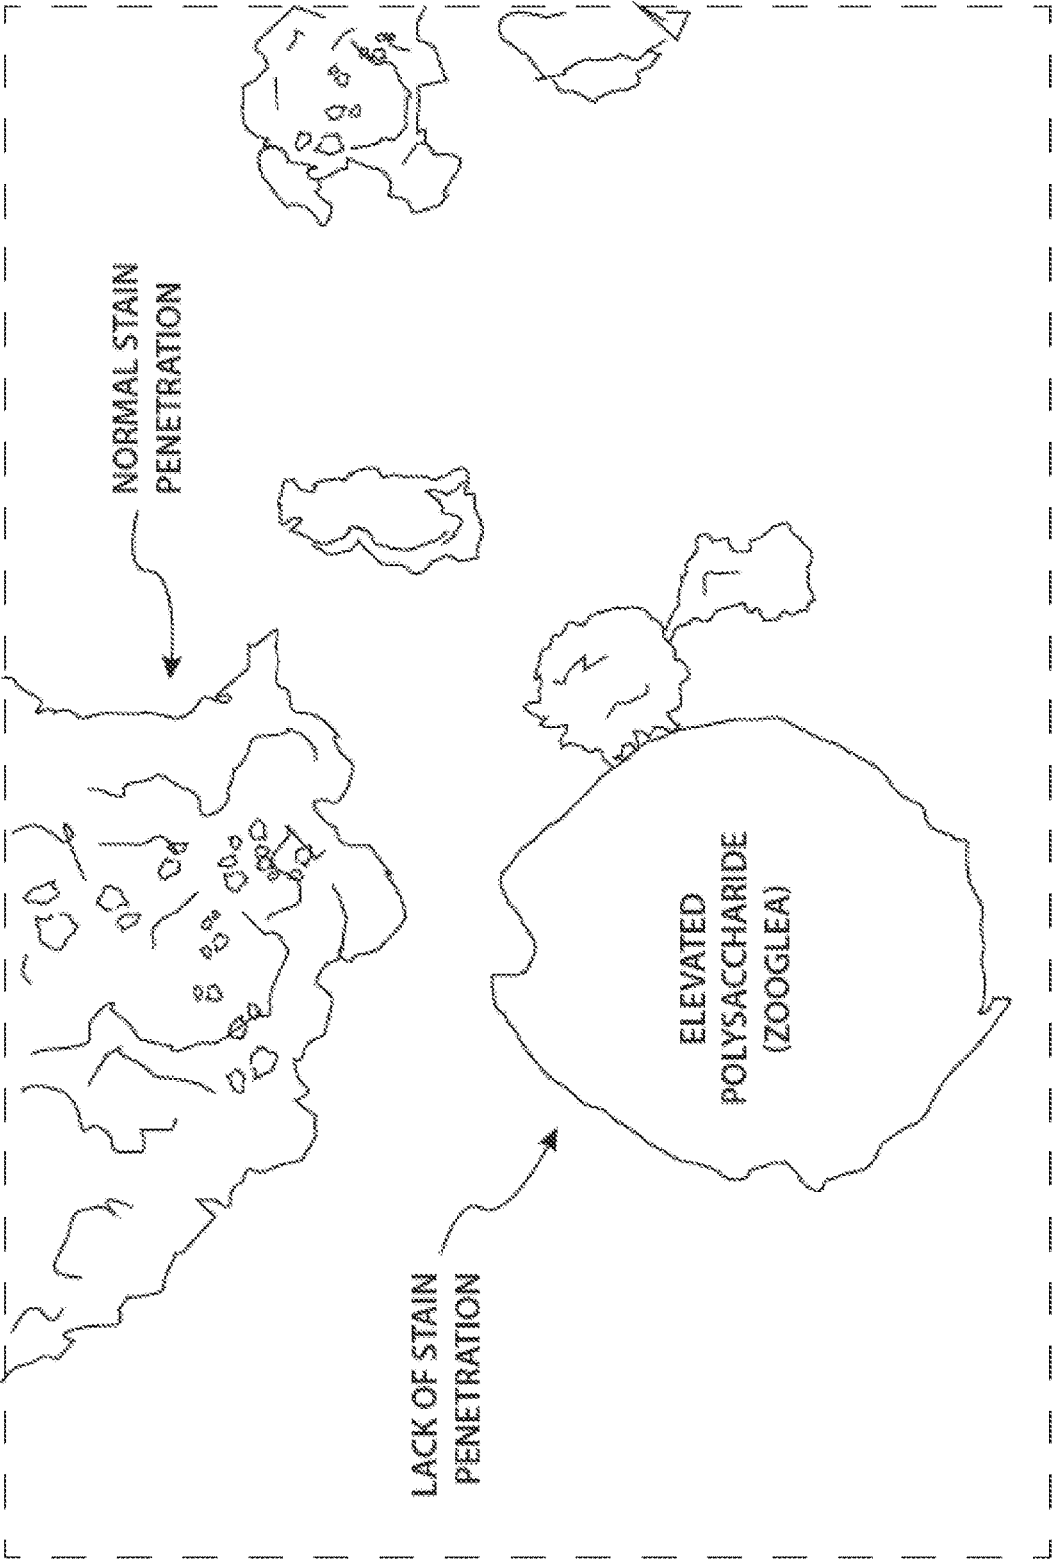 NORMAL STAIN
PENETRATION
LACK OF STAIN
PENETRATION
ELEVATED
POLYSACCHARIDE
(ZOOGLEA)